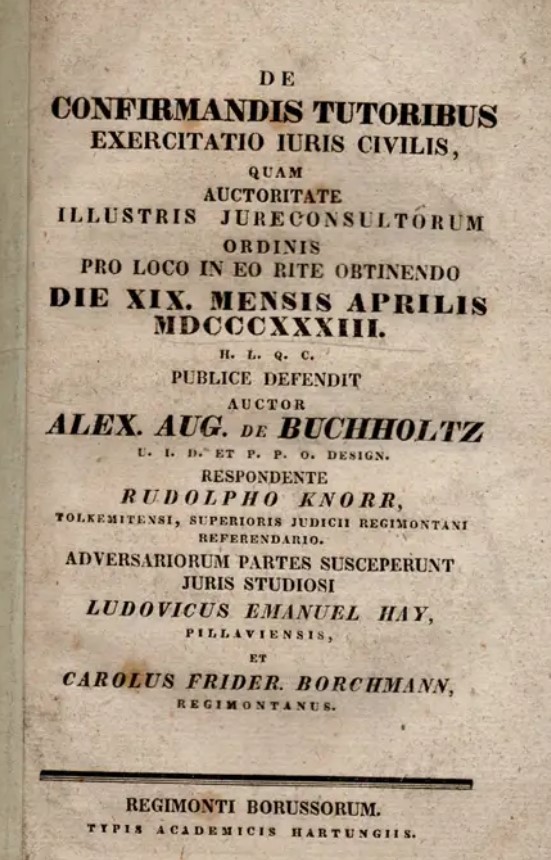 DE
CONFIRMANDIS TUTORIBUS
EXERCITATIO IURIS CIVILIS,
QUAM
AUCTORITATE
ILLUSTRIS JURECONSULTORUM
ORDINIS
PRO LOCO IN EO RITE OBTINENDO
DIE XIX. MENSIS APRILIS
MDCCCXXXIII.
H. L. Q. C.
PUBLICE DEFENDIT
AUCTOR
ALEX. AUG. DE BUCHHOLTZ
U. I. D. ET P. P. O. DESIGN.
RESPONDENTE
RUDOLPHO KNORR,
TOLKEMITENSI, SUPERIORIS JUDICII REGIMONTANI
REFERENDARIO.
ADVERSARIORUM PARTES SUSCEPERUNT
JURIS STUDIOSI
LUDOVICUS EMANUEL HAY,
PILLAVIENSIS,
ET
CAROLUS FRIDER. BORCHMANN,
REGIMONTANUS.
REGIMONTI BORUSSORUM.
TYPIS ACADEMICIS HARTUNGIIS.